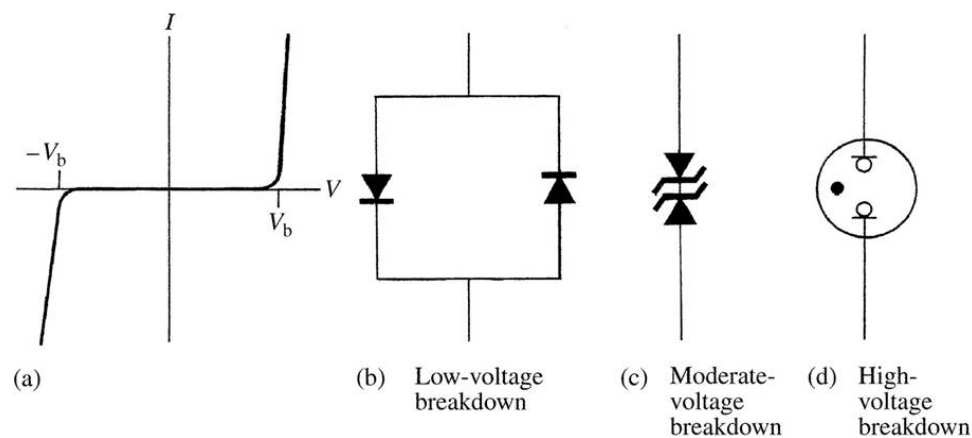 I
−V_b
V
V_b
(a)
(b) Low-voltage
breakdown
(c) Moderate-
voltage
breakdown
(d) High-
voltage
breakdown